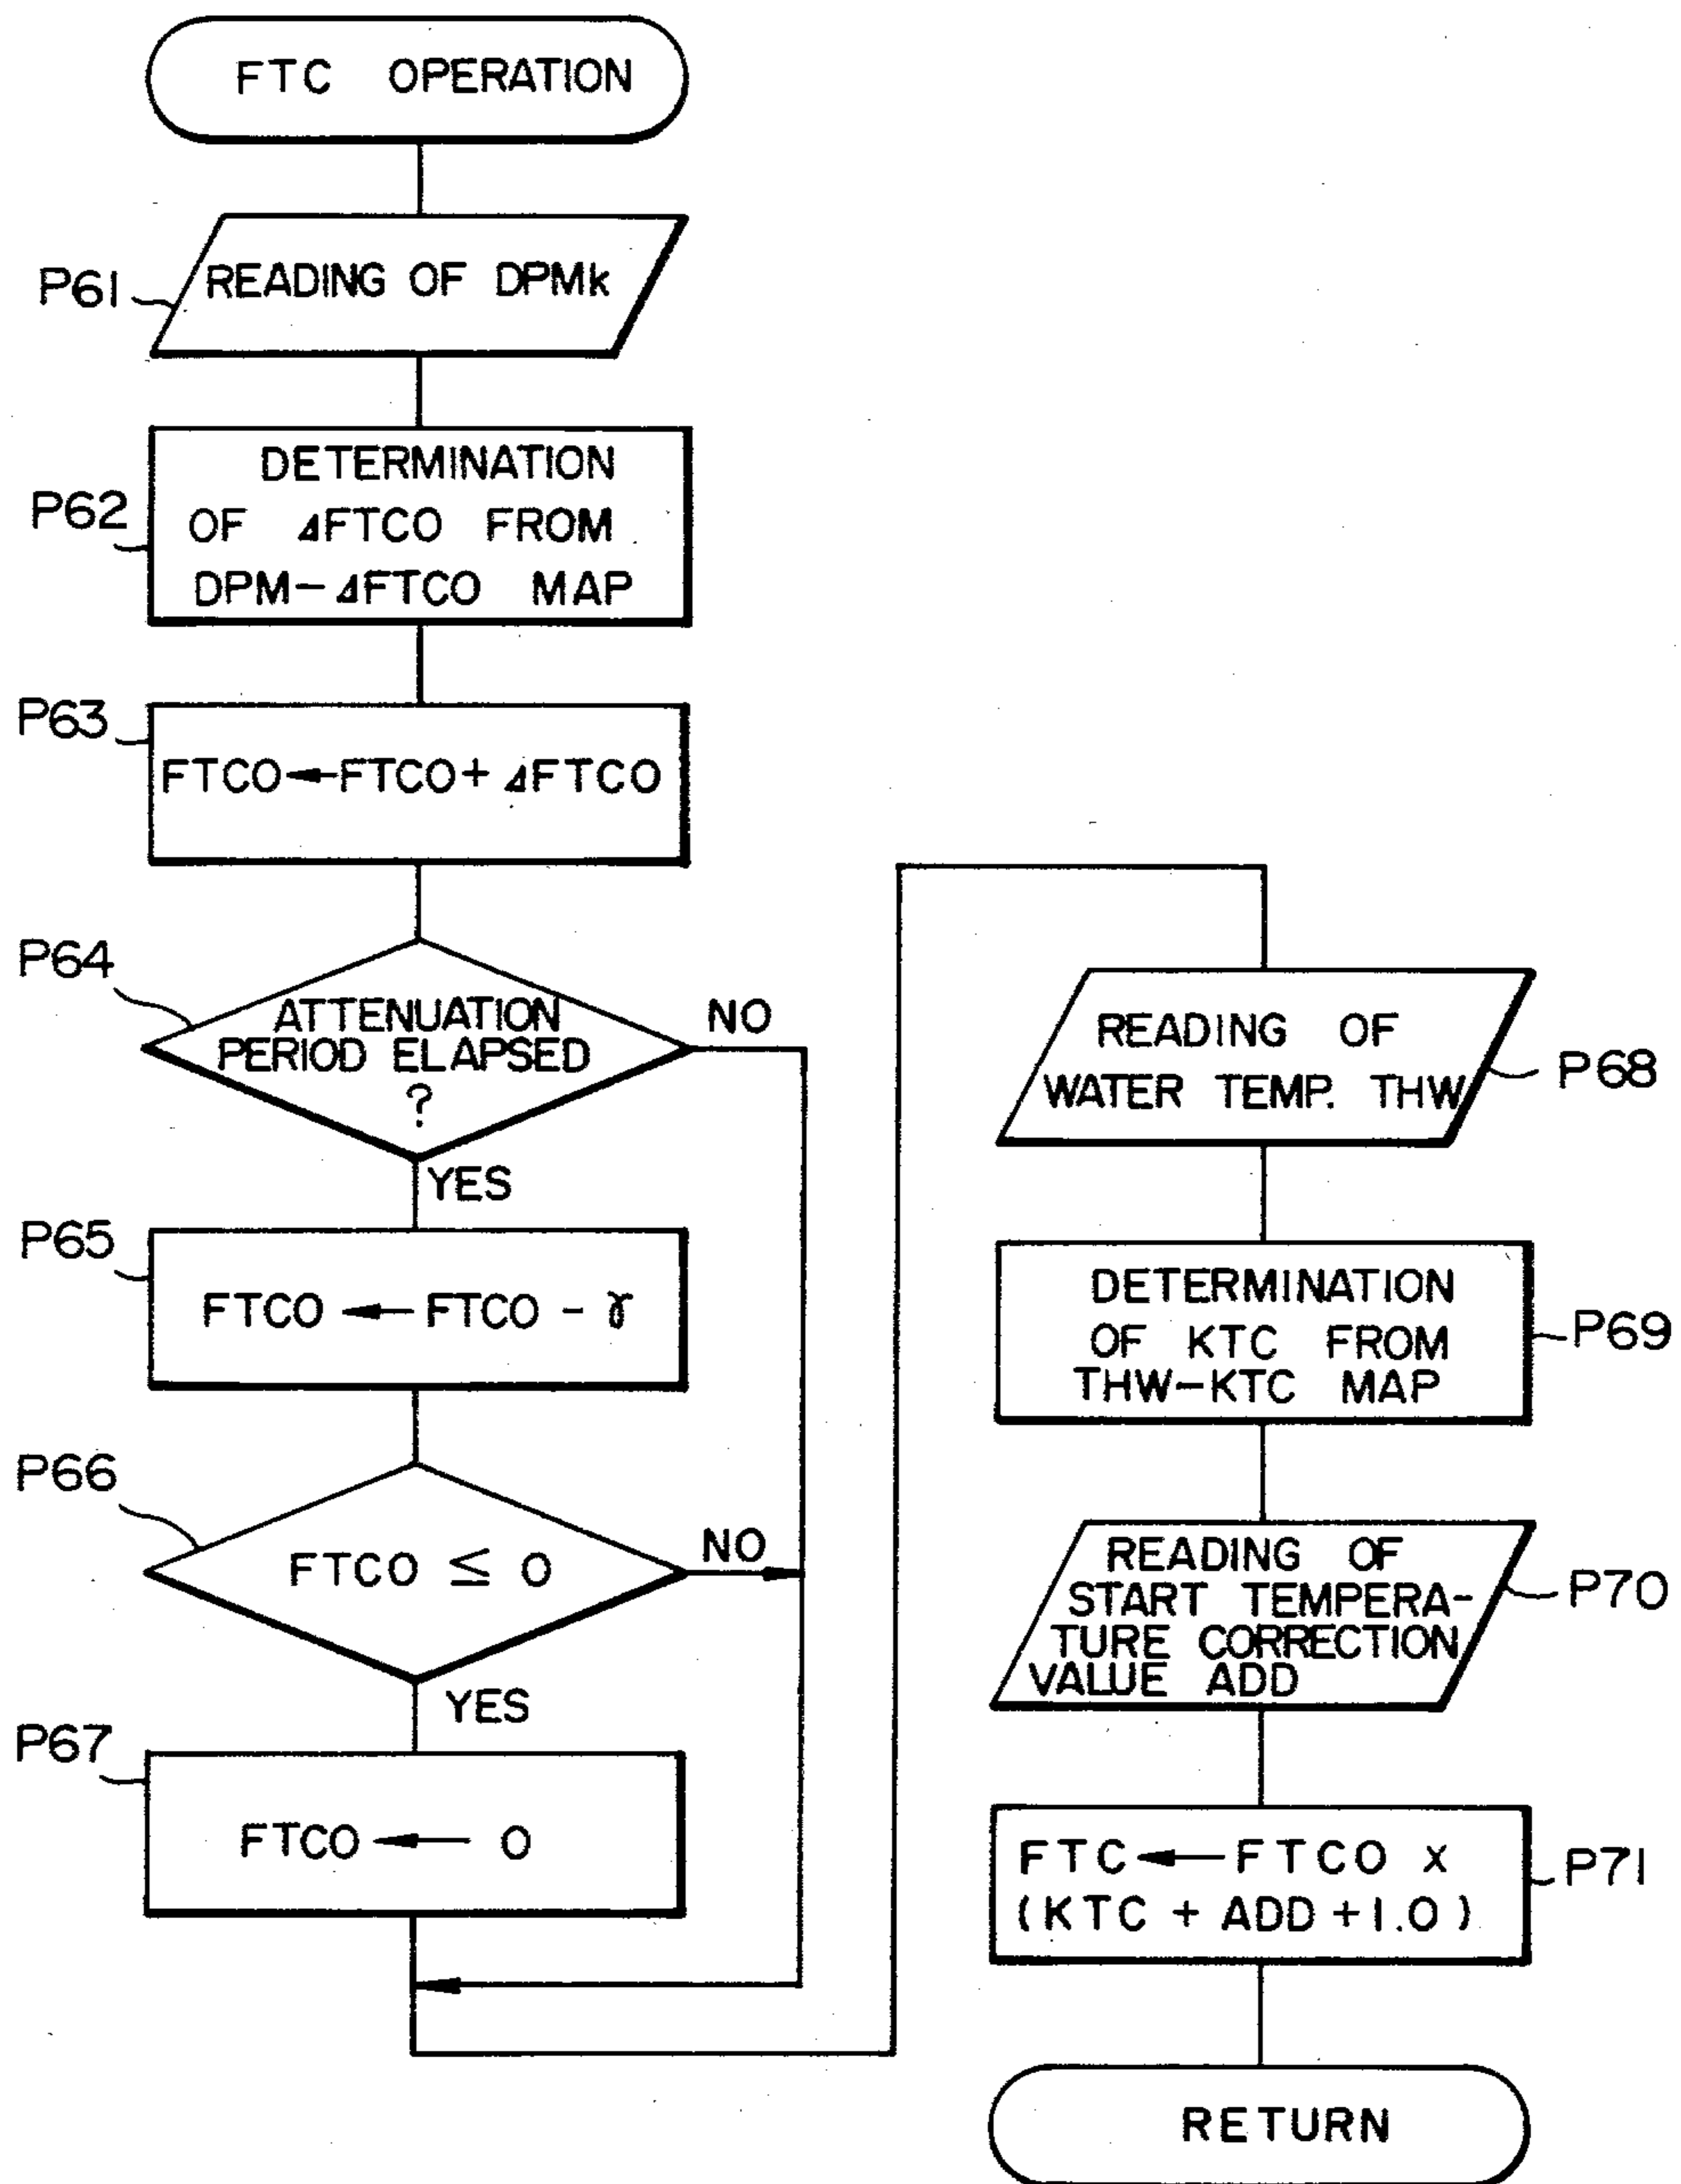 FTC OPERATION
P61
READING OF DPMk
P62
DETERMINATION
OF ΔFTCO FROM
DPM-ΔFTCO MAP
P63
FTCO←FTCO+ ΔFTCO
P64
ATTENUATION
PERIOD ELAPSED
?
NO
YES
P65
FTCO ← FTCO - γ
P66
FTCO ≤ 0
NO
YES
P67
FTCO ← 0
READING OF
WATER TEMP. THW
P68
DETERMINATION
OF KTC FROM
THW-KTC MAP
P69
READING OF
START TEMPERA-
TURE CORRECTION
VALUE ADD
P70
FTC ← FTCO x
(KTC + ADD +1.0)
P71
RETURN